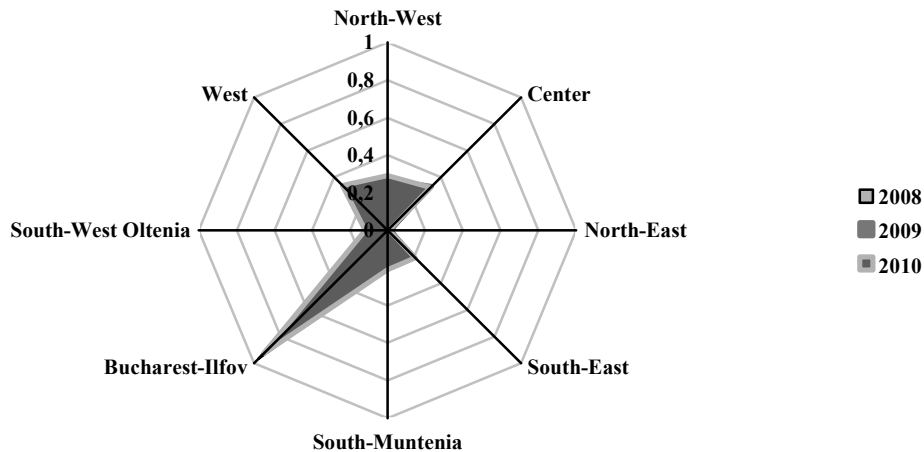 North-West
1
0,8
0,6
0,4
0,2
0
Center
North-East
South-East
South-Muntenia
Bucharest-Ilfov
South-West Oltenia
West
2008
2009
2010